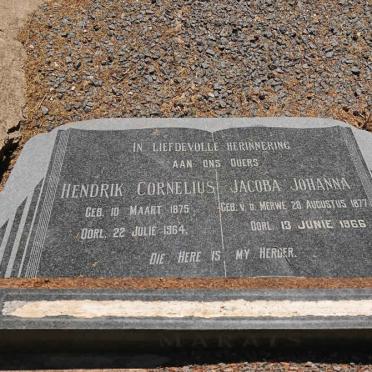 IN LIEFDEVOLLE HERINNERING
AAN ONS OUERS
HENDRIK CORNELIUS
GEB. 10 MAART 1875
OORL. 22 JULIE 1964.
JACOBA JOHANNA
GEB. V.D. MERWE 28 AUGUSTUS 1877
OORL. 13 JUNIE 1966
DIE HERE IS MY HERDER.
MARAIS